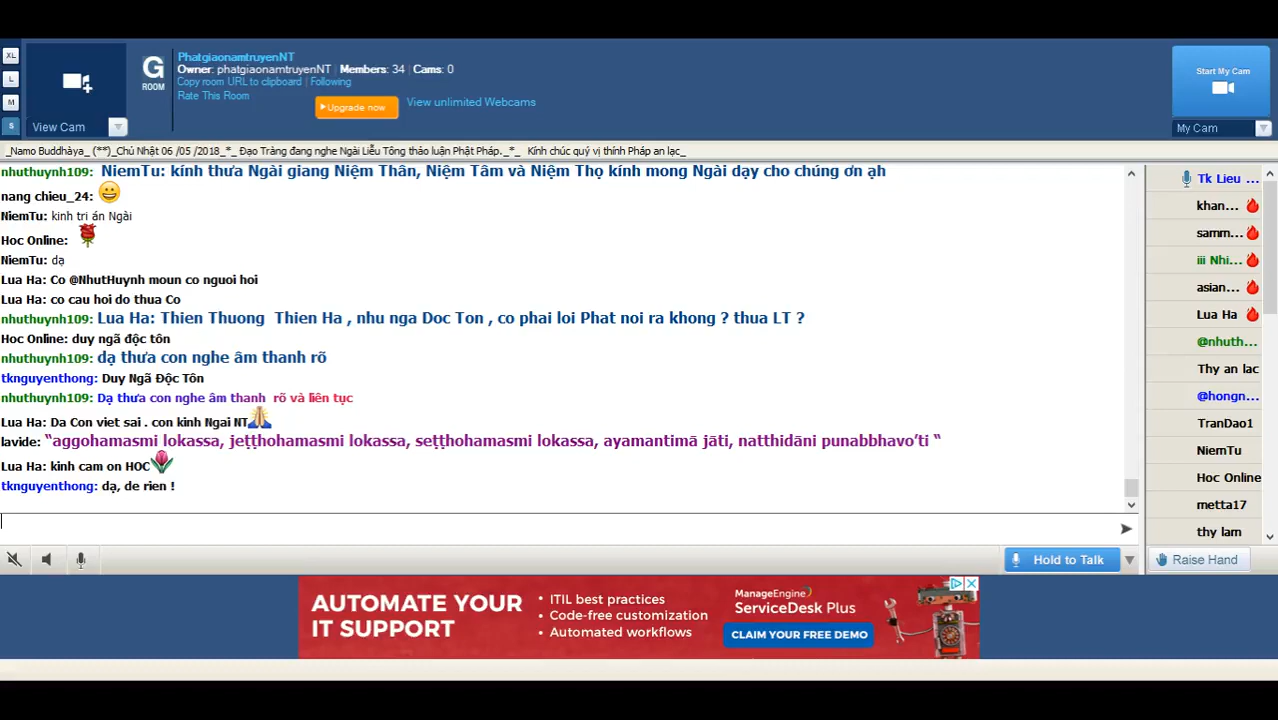 XL
L
M
S
View Cam
G
ROOM
PhatgiaonamtruyenNT
Owner: phatgiaonamtruyenNT | Members: 34 | Cams: 0
Copy room URL to clipboard | Following
Rate This Room
Upgrade now
View unlimited Webcams
Start My Cam
My Cam
_Namo Buddhàya_ (**)_Chủ Nhật 06 /05 /2018_*_ Đạo Tràng đang nghe Ngài Liễu Tông thảo luận Phật Pháp._*_ Kính chúc quý vị thính Pháp an lạc_
nhuthuynh109: NiemTu: kính thưa Ngài giang Niệm Thân, Niệm Tâm và Niệm Thọ kính mong Ngài dạy cho chúng ơn ạh
nang chieu_24:
NiemTu: kinh tri án Ngài
Hoc Online:
NiemTu: dạ
Lua Ha: Co @NhutHuynh moun co nguoi hoi
Lua Ha: co cau hoi do thua Co
nhuthuynh109: Lua Ha: Thien Thuong Thien Ha , nhu nga Doc Ton , co phai loi Phat noi ra khong ? thua LT ?
Hoc Online: duy ngã độc tôn
nhuthuynh109: dạ thưa con nghe âm thanh rõ
tknguyenthong: Duy Ngã Độc Tôn
nhuthuynh109: Dạ thưa con nghe âm thanh rõ và liên tục
Lua Ha: Da Con viet sai . con kinh Ngai NT
lavide: “aggohamasmi lokassa, jeṭṭhohamasmi lokassa, seṭṭhohamasmi lokassa, ayamantimā jāti, natthidāni punabbhavo’ti “
Lua Ha: kinh cam on HOC
tknguyenthong: dạ, de rien !
Tk Lieu ...
khan...
samm...
iii Nhi...
asian...
Lua Ha
@nhuth...
Thy an lac
@hongn...
TranDao1
NiemTu
Hoc Online
metta17
thy lam
Hold to Talk
Raise Hand
AUTOMATE YOUR
IT SUPPORT
• ITIL best practices
• Code-free customization
• Automated workflows
ManageEngine
ServiceDesk Plus
CLAIM YOUR FREE DEMO